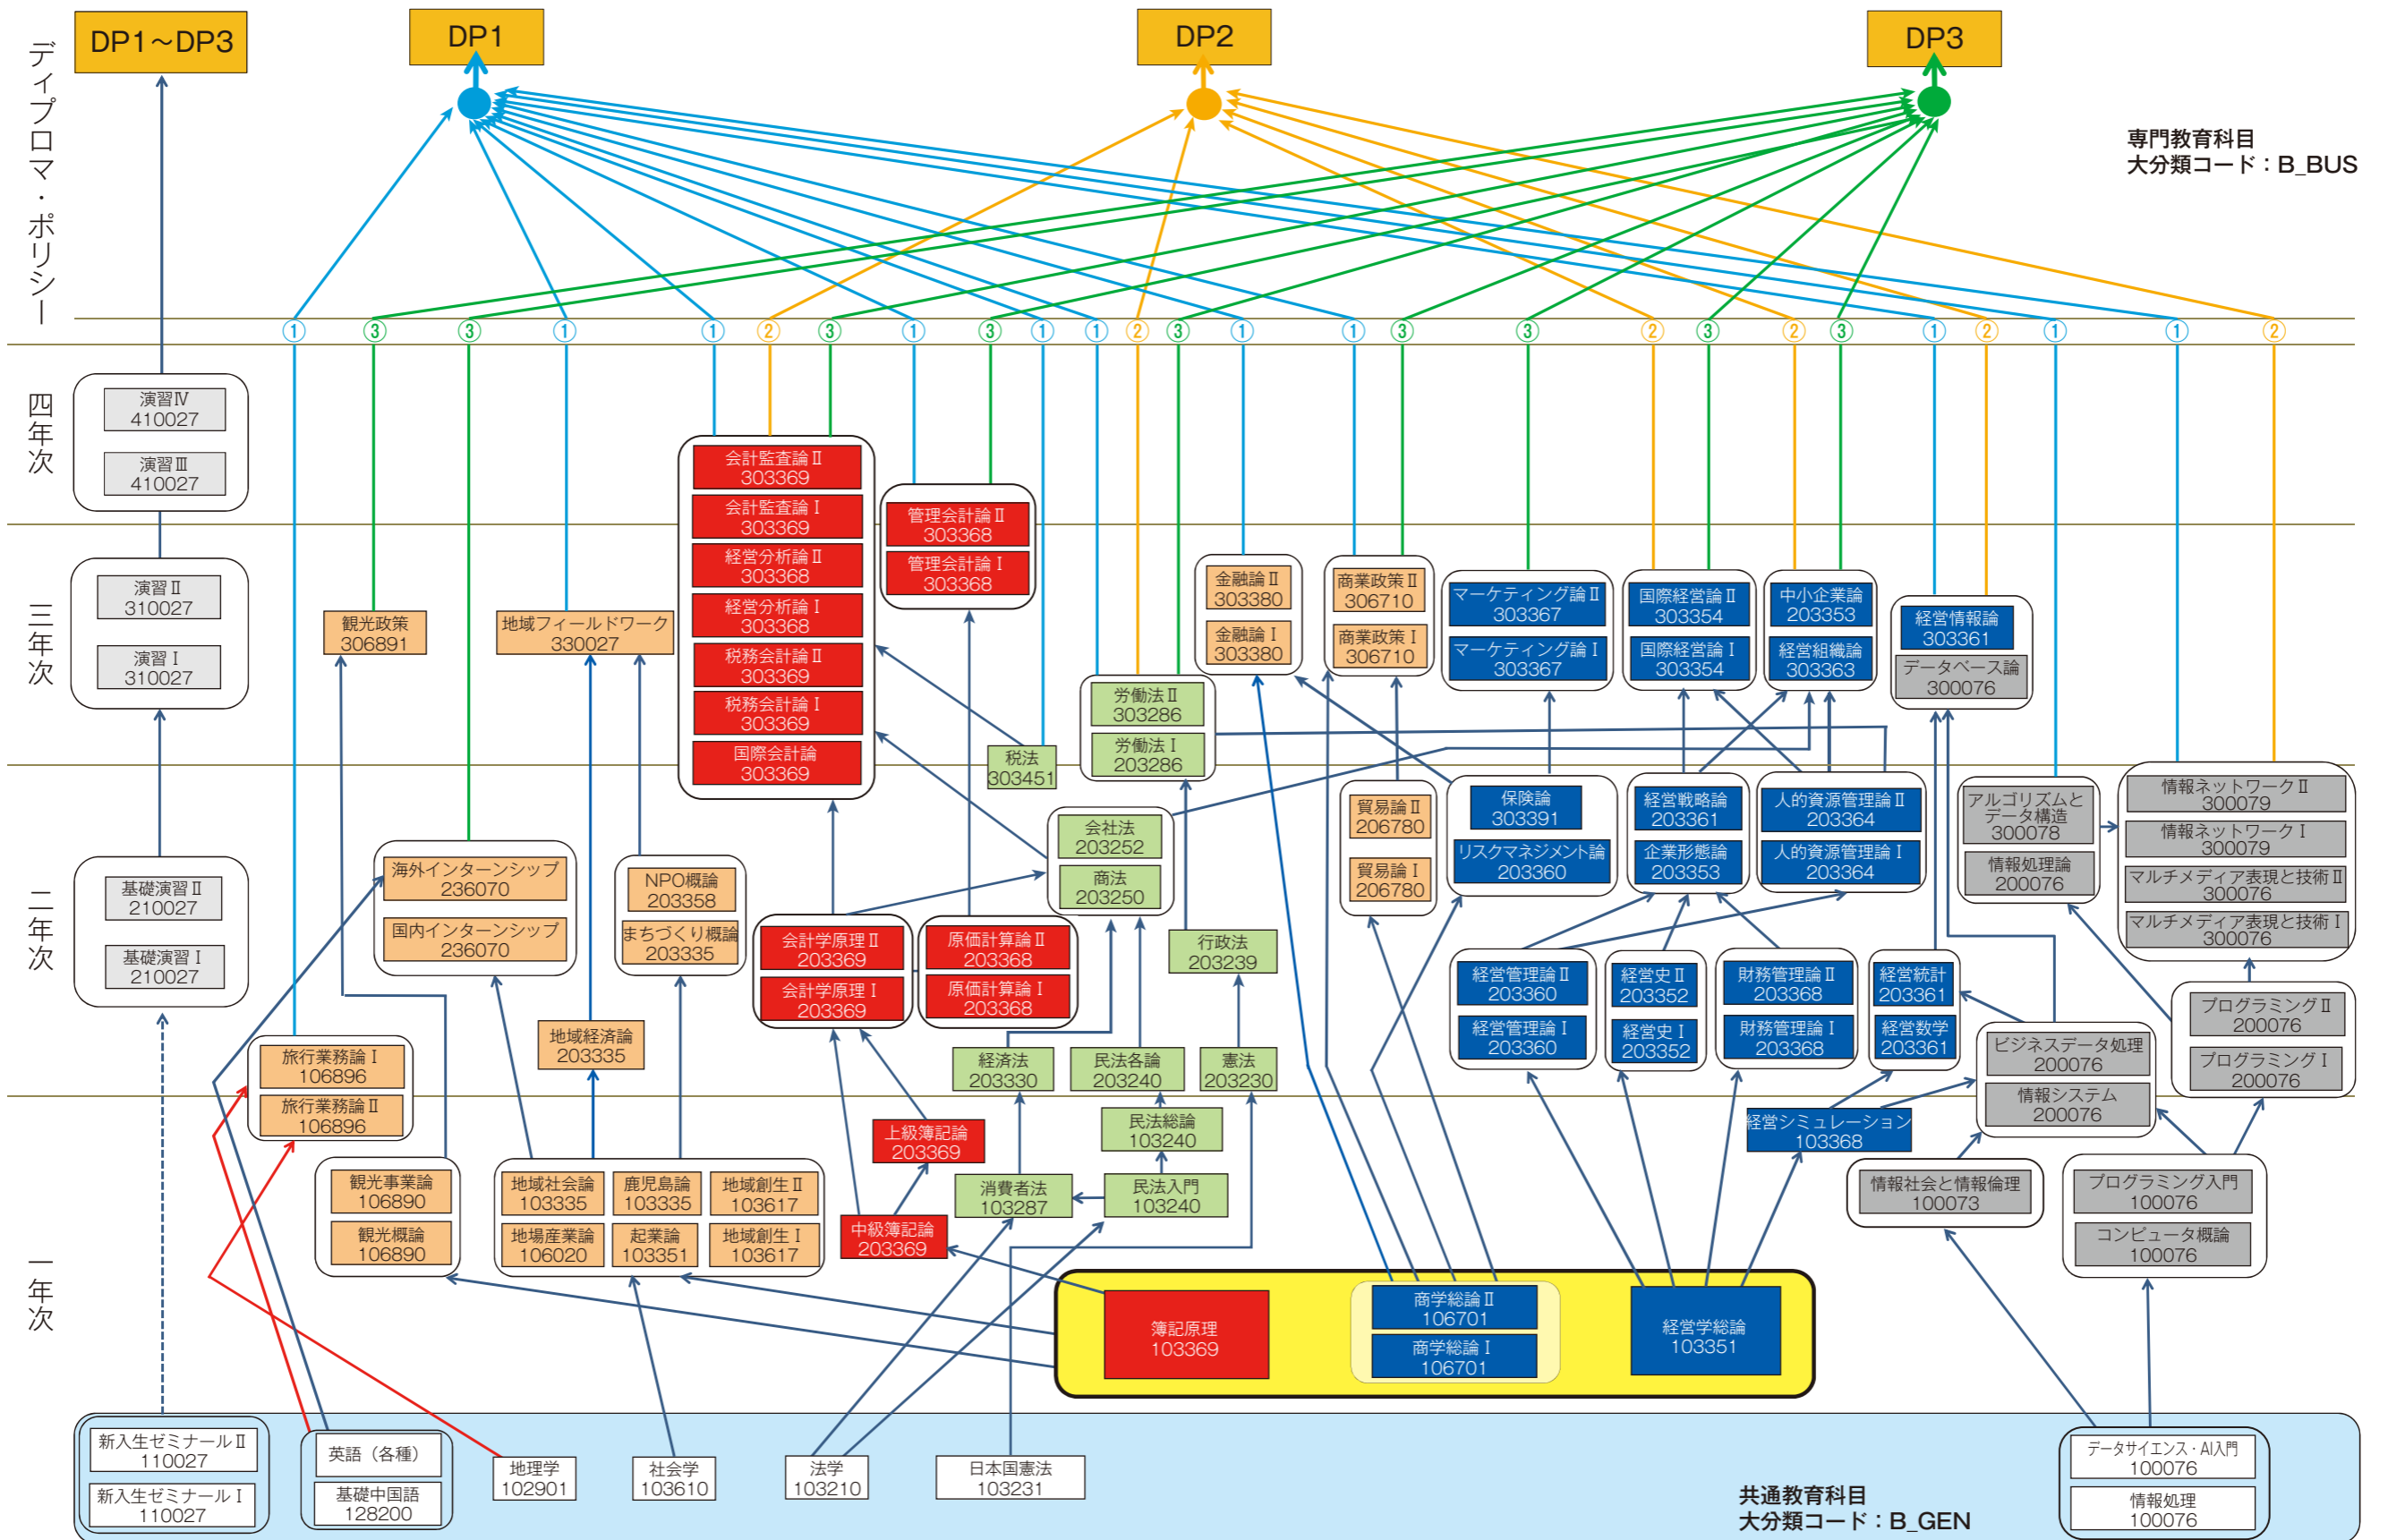 DP1～DP3
DP1
DP2
DP3
ディプロマ・ポリシー
専門教育科目
大分類コード：B_BUS
①
③
③
①
①
②
③
①
③
①
①
②
③
①
①
③
③
②
③
②
③
①
②
①
①
②
四年次
演習Ⅳ
410027
演習Ⅲ
410027
会計監査論Ⅱ
303369
会計監査論Ⅰ
303369
経営分析論Ⅱ
303368
経営分析論Ⅰ
303368
税務会計論Ⅱ
303369
税務会計論Ⅰ
303369
国際会計論
303369
管理会計論Ⅱ
303368
管理会計論Ⅰ
303368
三年次
演習Ⅱ
310027
演習Ⅰ
310027
観光政策
306891
地域フィールドワーク
330027
金融論Ⅱ
303380
金融論Ⅰ
303380
商業政策Ⅱ
306710
商業政策Ⅰ
306710
マーケティング論Ⅱ
303367
マーケティング論Ⅰ
303367
国際経営論Ⅱ
303354
国際経営論Ⅰ
303354
中小企業論
203353
経営組織論
303363
経営情報論
303361
データベース論
300076
労働法Ⅱ
303286
労働法Ⅰ
203286
税法
303451
二年次
基礎演習Ⅱ
210027
基礎演習Ⅰ
210027
海外インターンシップ
236070
国内インターンシップ
236070
NPO概論
203358
まちづくり概論
203335
会社法
203252
商法
203250
貿易論Ⅱ
206780
貿易論Ⅰ
206780
保険論
303391
リスクマネジメント論
203360
経営戦略論
203361
企業形態論
203353
人的資源管理論Ⅱ
203364
人的資源管理論Ⅰ
203364
アルゴリズムと
データ構造
300078
情報処理論
200076
情報ネットワークⅡ
300079
情報ネットワークⅠ
300079
マルチメディア表現と技術Ⅱ
300076
マルチメディア表現と技術Ⅰ
300076
会計学原理Ⅱ
203369
会計学原理Ⅰ
203369
原価計算論Ⅱ
203368
原価計算論Ⅰ
203368
行政法
203239
経営管理論Ⅱ
203360
経営管理論Ⅰ
203360
経営史Ⅱ
203352
経営史Ⅰ
203352
財務管理論Ⅱ
203368
財務管理論Ⅰ
203368
経営統計
203361
経営数学
203361
プログラミングⅡ
200076
プログラミングⅠ
200076
ビジネスデータ処理
200076
情報システム
200076
地域経済論
203335
旅行業務論Ⅰ
106896
旅行業務論Ⅱ
106896
経済法
203330
民法各論
203240
憲法
203230
一年次
上級簿記論
203369
民法総論
103240
経営シミュレーション
103368
観光事業論
106890
観光概論
106890
地域社会論
103335
鹿児島論
103335
地域創生Ⅱ
103617
地場産業論
106020
起業論
103351
地域創生Ⅰ
103617
中級簿記論
203369
消費者法
103287
民法入門
103240
情報社会と情報倫理
100073
プログラミング入門
100076
コンピュータ概論
100076
簿記原理
103369
商学総論Ⅱ
106701
商学総論Ⅰ
106701
経営学総論
103351
新入生ゼミナールⅡ
110027
新入生ゼミナールⅠ
110027
英語（各種）
基礎中国語
128200
地理学
102901
社会学
103610
法学
103210
日本国憲法
103231
データサイエンス・AI入門
100076
情報処理
100076
共通教育科目
大分類コード：B_GEN